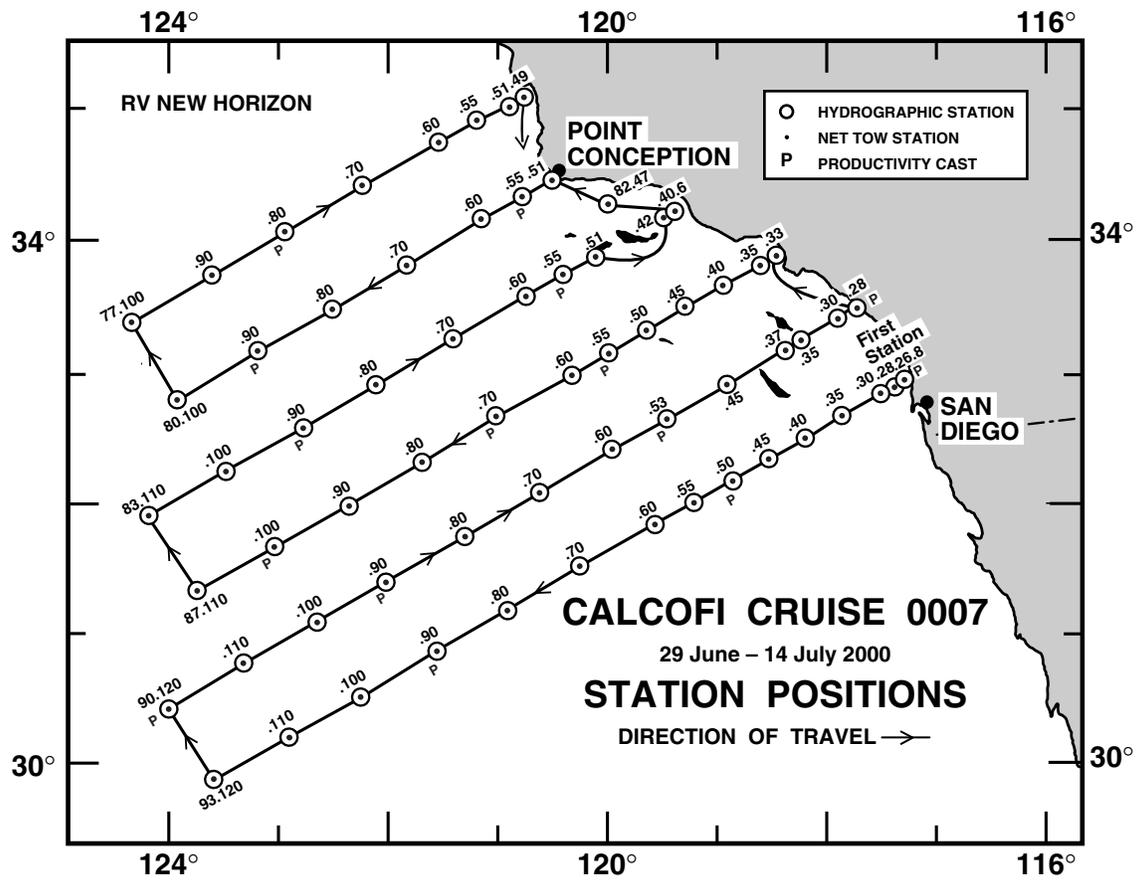 124° 120° 116°
RV NEW HORIZON
HYDROGRAPHIC STATION
NET TOW STATION
P PRODUCTIVITY CAST
POINT
CONCEPTION
34° 34°
77.100 .90 .80 .70 .60 .55 .51 .49
P
80.100 .90 .80 .70 .60 .55 .51
P P
82.47
83.110 .100 .90 .80 .70 .60 .55 .51 .42 .40.6
P P
87.110 .100 .90 .80 .70 .60 .55 .50 .45 .40 .35 .33
P P P
90.120 .110 .100 .90 .80 .70 .60 .53 .45 .37 .35 .30 .28
P P P P
First
Station
93.120 .110 .100 .90 .80 .70 .60 .55 .50 .45 .40 .35 .30 .28 .26.8
P P P
SAN
DIEGO
CALCOFI CRUISE 0007
29 June – 14 July 2000
STATION POSITIONS
DIRECTION OF TRAVEL
30° 30°
124° 120° 116°